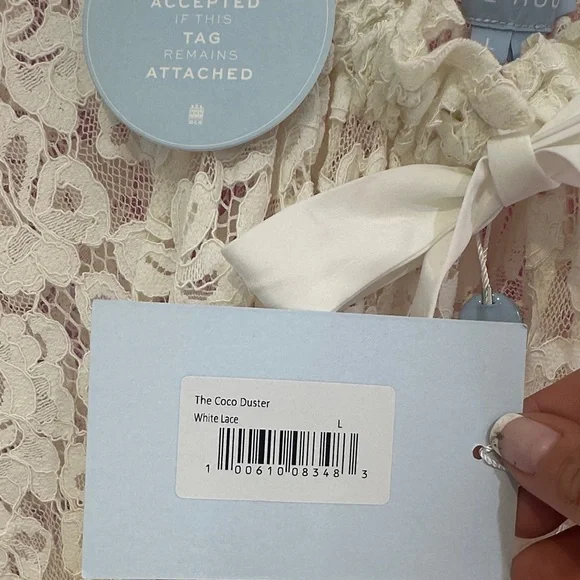 ACCEPTED
IF THIS
TAG
REMAINS
ATTACHED
L
The Coco Duster
White Lace L
1 00610 08348 3